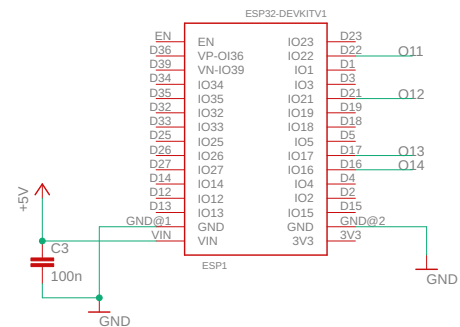 ESP32-DEVKITV1
EN EN IO23 D23
D36 VP-OI36 IO22 D22 O11
D39 VN-IO39 IO1 D1
D34 IO34 IO3 D3
D35 IO35 IO21 D21 O12
D32 IO32 IO19 D19
D33 IO33 IO18 D18
D25 IO25 IO5 D5
D26 IO26 IO17 D17 O13
D27 IO27 IO16 D16 O14
D14 IO14 IO4 D4
D12 IO12 IO2 D2
D13 IO13 IO15 D15
GND@1 GND GND GND@2
VIN VIN 3V3 3V3
+5V
C3
100n
ESP1
GND
GND